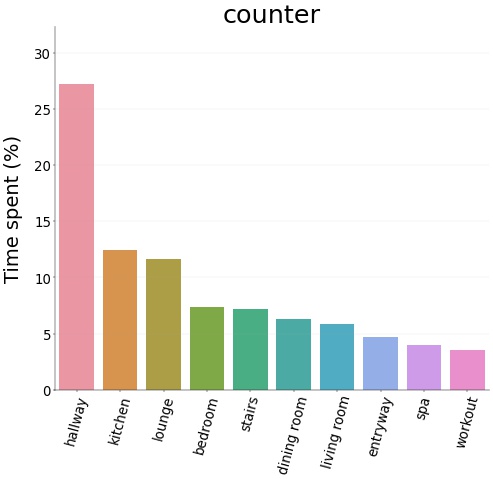 counter
Time spent (%)
30
25
20
15
10
5
0
hallway
kitchen
lounge
bedroom
stairs
dining room
living room
entryway
spa
workout